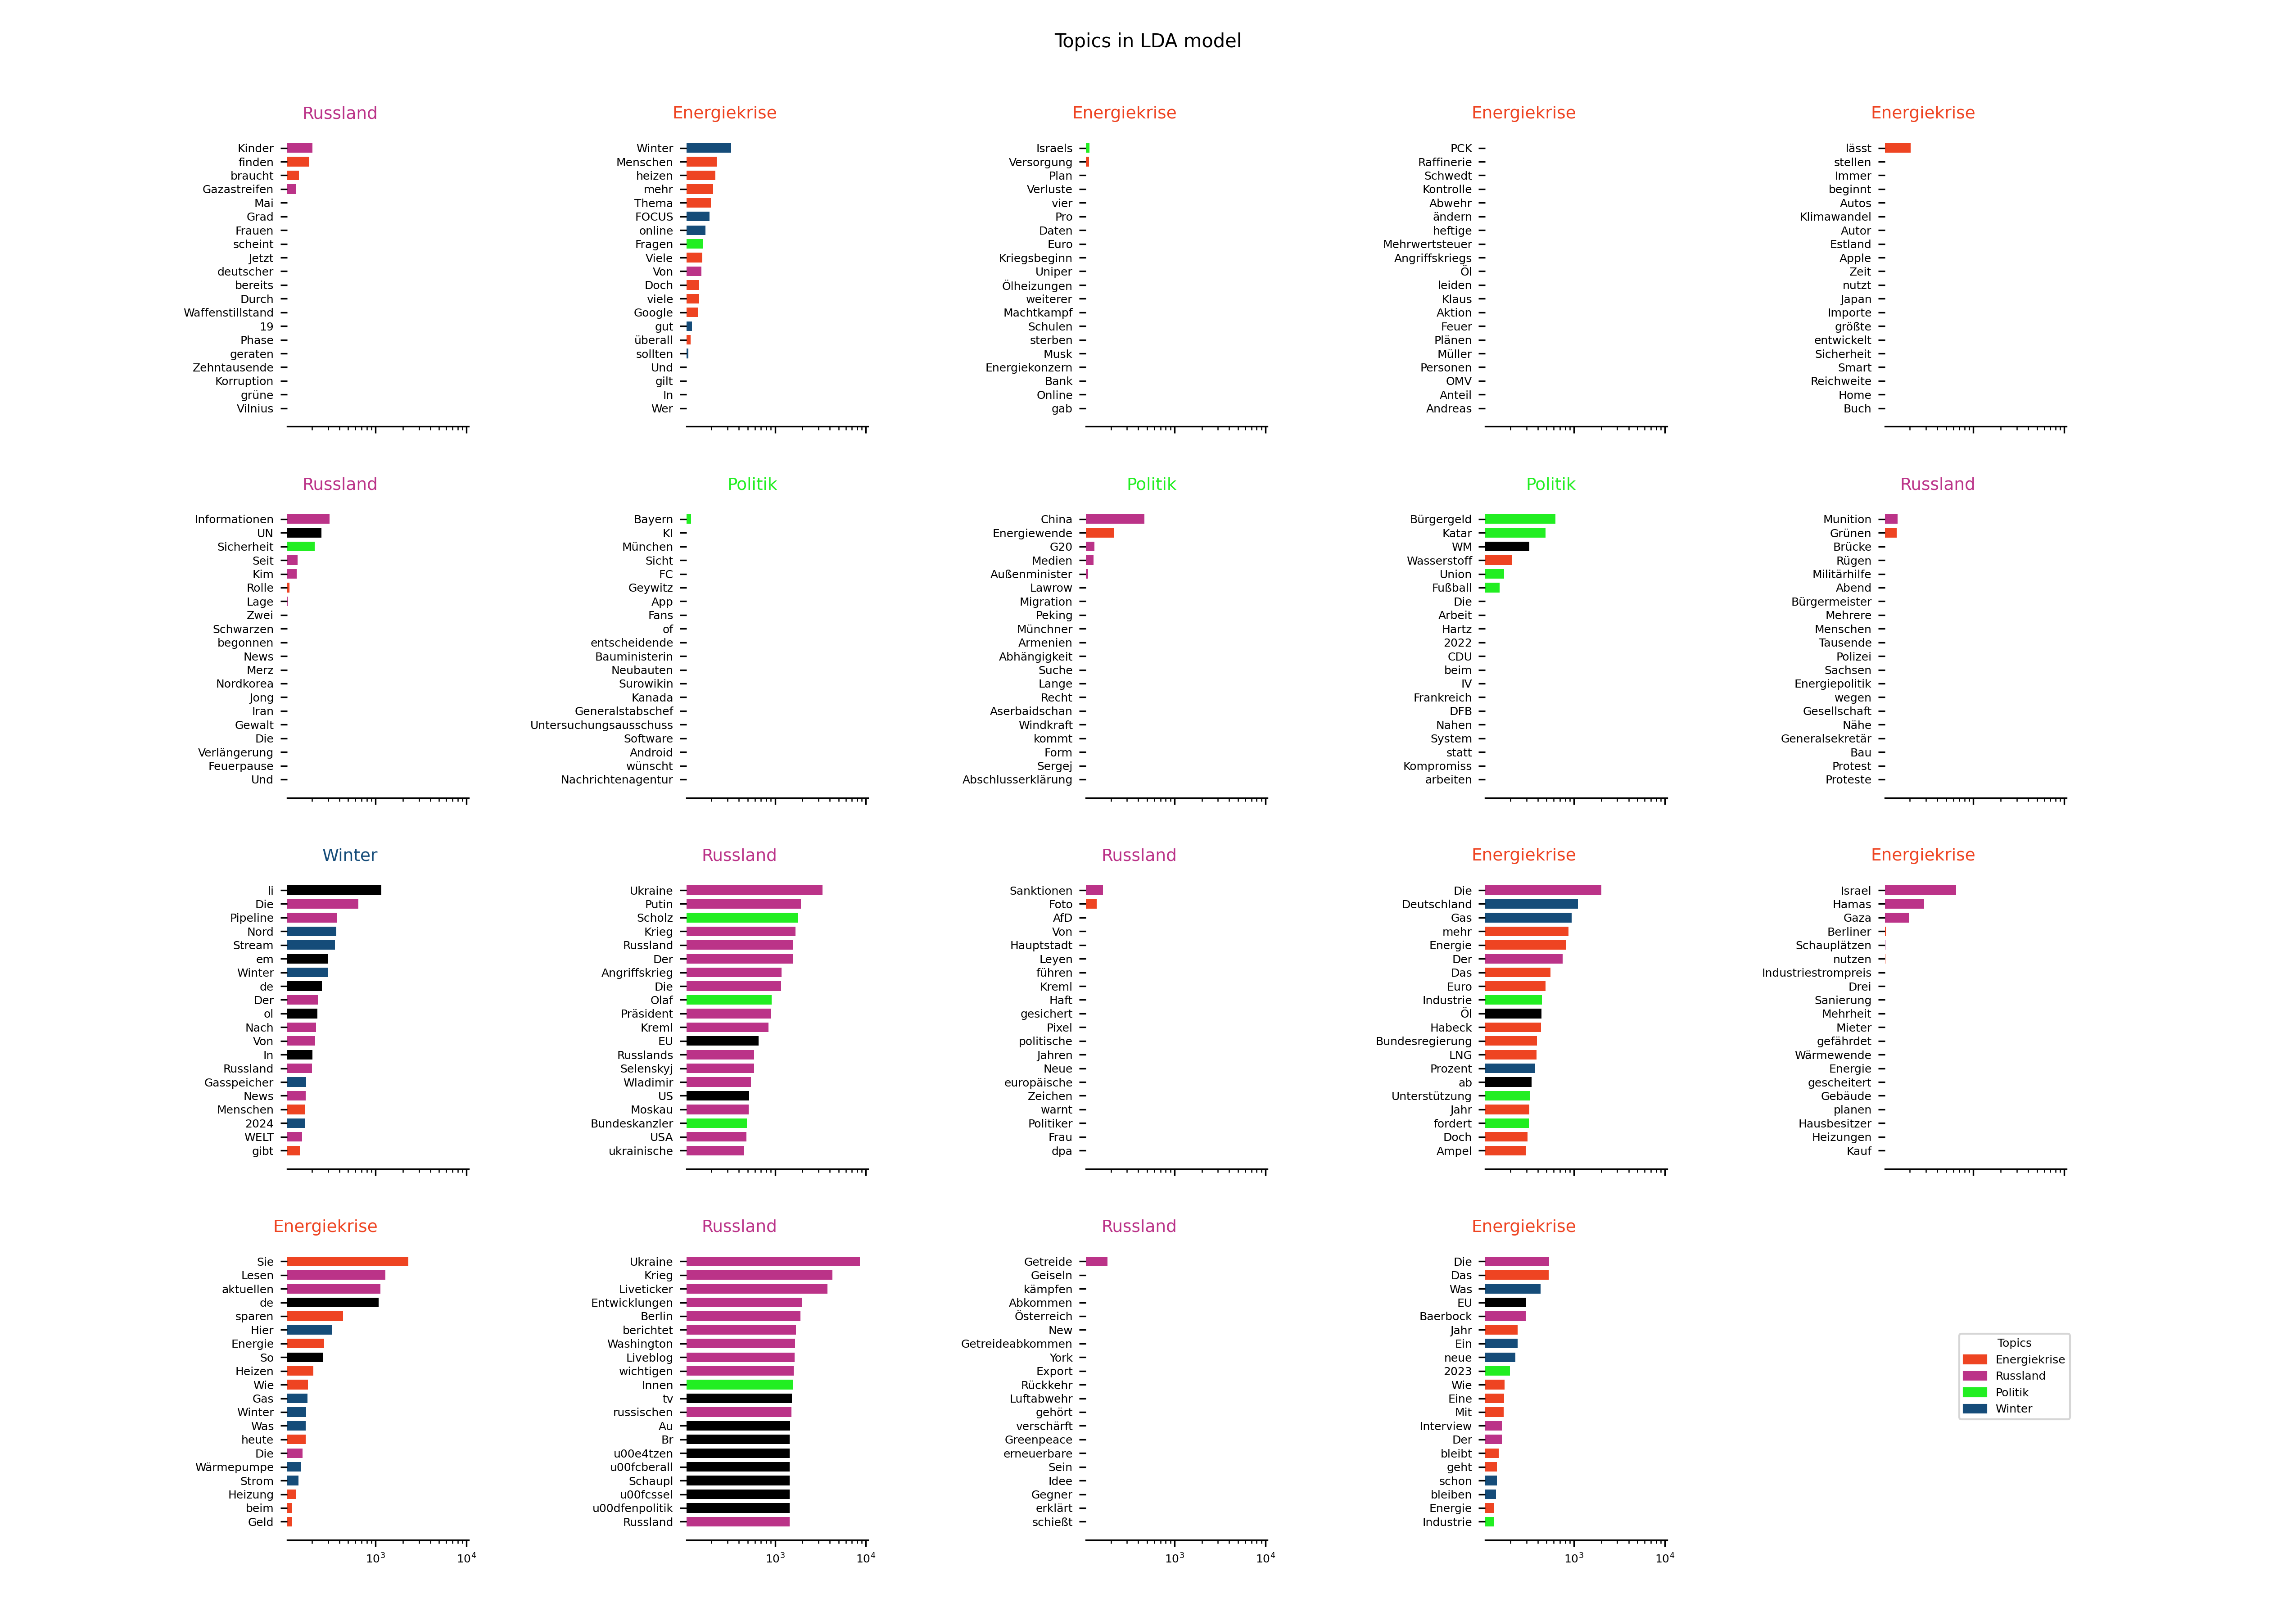 Topics in LDA model
Russland
Kinder
finden
braucht
Gazastreifen
Mai
Grad
Frauen
scheint
Jetzt
deutscher
bereits
Durch
Waffenstillstand
19
Phase
geraten
Zehntausende
Korruption
grüne
Vilnius
Energiekrise
Winter
Menschen
heizen
mehr
Thema
FOCUS
online
Fragen
Viele
Von
Doch
viele
Google
gut
überall
sollten
Und
gilt
In
Wer
Energiekrise
Israels
Versorgung
Plan
Verluste
vier
Pro
Daten
Euro
Kriegsbeginn
Uniper
Ölheizungen
weiterer
Machtkampf
Schulen
sterben
Musk
Energiekonzern
Bank
Online
gab
Energiekrise
PCK
Raffinerie
Schwedt
Kontrolle
Abwehr
ändern
heftige
Mehrwertsteuer
Angriffskriegs
Öl
leiden
Klaus
Aktion
Feuer
Plänen
Müller
Personen
OMV
Anteil
Andreas
Energiekrise
lässt
stellen
Immer
beginnt
Autos
Klimawandel
Autor
Estland
Apple
Zeit
nutzt
Japan
Importe
größte
entwickelt
Sicherheit
Smart
Reichweite
Home
Buch
Russland
Informationen
UN
Sicherheit
Seit
Kim
Rolle
Lage
Zwei
Schwarzen
begonnen
News
Merz
Nordkorea
Jong
Iran
Gewalt
Die
Verlängerung
Feuerpause
Und
Politik
Bayern
KI
München
Sicht
FC
Geywitz
App
Fans
of
entscheidende
Bauministerin
Neubauten
Surowikin
Kanada
Generalstabschef
Untersuchungsausschuss
Software
Android
wünscht
Nachrichtenagentur
Politik
China
Energiewende
G20
Medien
Außenminister
Lawrow
Migration
Peking
Münchner
Armenien
Abhängigkeit
Suche
Lange
Recht
Aserbaidschan
Windkraft
kommt
Form
Sergej
Abschlusserklärung
Politik
Bürgergeld
Katar
WM
Wasserstoff
Union
Fußball
Die
Arbeit
Hartz
2022
CDU
beim
IV
Frankreich
DFB
Nahen
System
statt
Kompromiss
arbeiten
Russland
Munition
Grünen
Brücke
Rügen
Militärhilfe
Abend
Bürgermeister
Mehrere
Menschen
Tausende
Polizei
Sachsen
Energiepolitik
wegen
Gesellschaft
Nähe
Generalsekretär
Bau
Protest
Proteste
Winter
li
Die
Pipeline
Nord
Stream
em
Winter
de
Der
ol
Nach
Von
In
Russland
Gasspeicher
News
Menschen
2024
WELT
gibt
Russland
Ukraine
Putin
Scholz
Krieg
Russland
Der
Angriffskrieg
Die
Olaf
Präsident
Kreml
EU
Russlands
Selenskyj
Wladimir
US
Moskau
Bundeskanzler
USA
ukrainische
Russland
Sanktionen
Foto
AfD
Von
Hauptstadt
Leyen
führen
Kreml
Haft
gesichert
Pixel
politische
Jahren
Neue
europäische
Zeichen
warnt
Politiker
Frau
dpa
Energiekrise
Die
Deutschland
Gas
mehr
Energie
Der
Das
Euro
Industrie
Öl
Habeck
Bundesregierung
LNG
Prozent
ab
Unterstützung
Jahr
fordert
Doch
Ampel
Energiekrise
Israel
Hamas
Gaza
Berliner
Schauplätzen
nutzen
Industriestrompreis
Drei
Sanierung
Mehrheit
Mieter
gefährdet
Wärmewende
Energie
gescheitert
Gebäude
planen
Hausbesitzer
Heizungen
Kauf
Energiekrise
Sie
Lesen
aktuellen
de
sparen
Hier
Energie
So
Heizen
Wie
Gas
Winter
Was
heute
Die
Wärmepumpe
Strom
Heizung
beim
Geld
10³ 10⁴
Russland
Ukraine
Krieg
Liveticker
Entwicklungen
Berlin
berichtet
Washington
Liveblog
wichtigen
Innen
tv
russischen
Au
Br
u00e4tzen
u00fcberall
Schaupl
u00fcssel
u00dfenpolitik
Russland
10³ 10⁴
Russland
Getreide
Geiseln
kämpfen
Abkommen
Österreich
New
Getreideabkommen
York
Export
Rückkehr
Luftabwehr
gehört
verschärft
Greenpeace
erneuerbare
Sein
Idee
Gegner
erklärt
schießt
10³ 10⁴
Energiekrise
Die
Das
Was
EU
Baerbock
Jahr
Ein
neue
2023
Wie
Eine
Mit
Interview
Der
bleibt
geht
schon
bleiben
Energie
Industrie
10³ 10⁴
Topics
Energiekrise
Russland
Politik
Winter